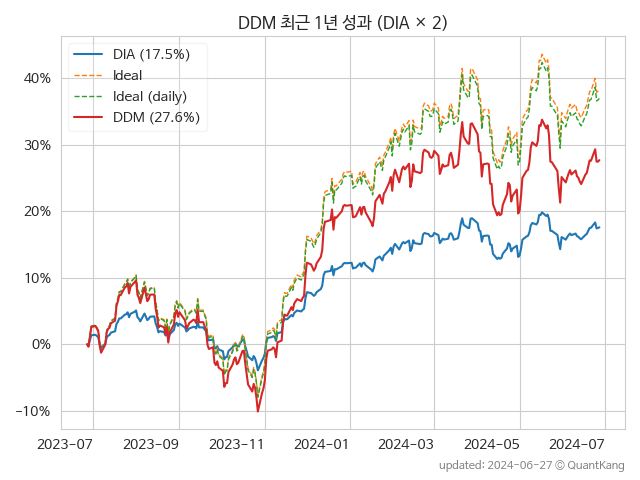 DDM 최근 1년 성과 (DIA × 2)
DIA (17.5%)
Ideal
Ideal (daily)
DDM (27.6%)
40%
30%
20%
10%
0%
−10%
2023-07 2023-09 2023-11 2024-01 2024-03 2024-05 2024-07
updated: 2024-06-27 © QuantKang